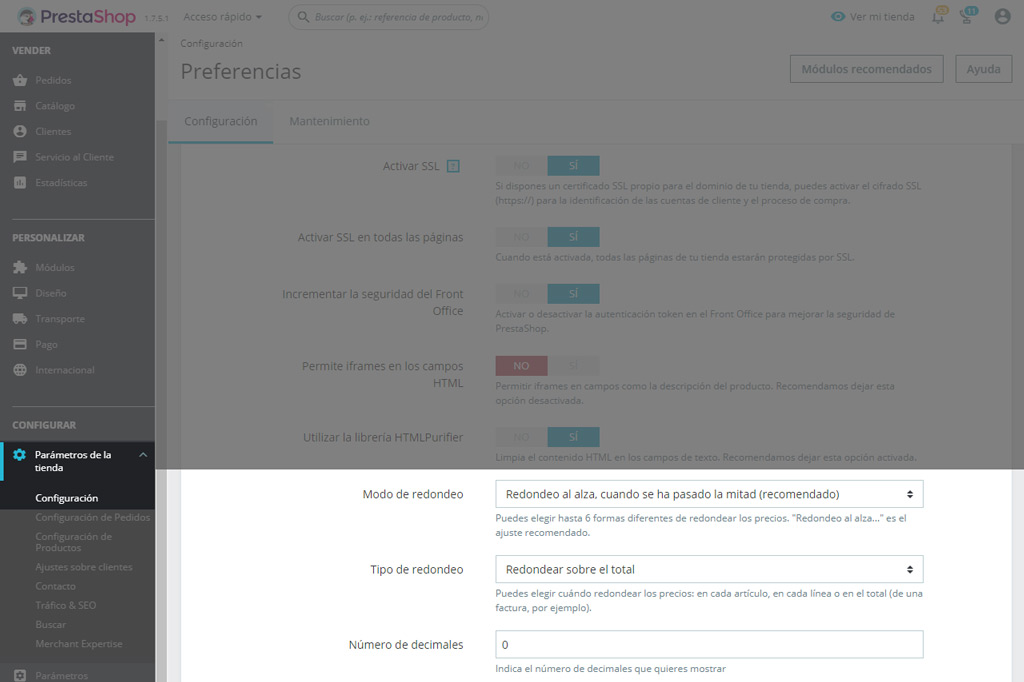 PrestaShop 1.7.5.1 Acceso rápido Buscar (p. ej.: referencia de producto, n Ver mi tienda 11
VENDER
Pedidos
Catálogo
Clientes
Servicio al Cliente
Estadísticas
PERSONALIZAR
Módulos
Diseño
Transporte
Pago
Internacional
CONFIGURAR
Parámetros de la
tienda
Configuración
Configuración de Pedidos
Configuración de
Productos
Ajustes sobre clientes
Contacto
Tráfico & SEO
Buscar
Merchant Expertise
Parámetros
Configuración
Preferencias
Módulos recomendados Ayuda
Configuración Mantenimiento
Activar SSL NO SÍ
Si dispones un certificado SSL propio para el dominio de tu tienda, puedes activar el cifrado SSL
(https://) para la identificación de las cuentas de cliente y el proceso de compra.
Activar SSL en todas las páginas NO SÍ
Cuando está activada, todas las páginas de tu tienda estarán protegidas por SSL.
Incrementar la seguridad del Front
Office
NO SÍ
Activar o desactivar la autenticación token en el Front Office para mejorar la seguridad de
PrestaShop.
Permite iframes en los campos
HTML
NO SÍ
Permitir iframes en campos como la descripción del producto. Recomendamos dejar esta
opción desactivada.
Utilizar la librería HTMLPurifier NO SÍ
Limpia el contenido HTML en los campos de texto. Recomendamos dejar esta opción activada.
Modo de redondeo Redondeo al alza, cuando se ha pasado la mitad (recomendado)
Puedes elegir hasta 6 formas diferentes de redondear los precios. "Redondeo al alza..." es el
ajuste recomendado.
Tipo de redondeo Redondear sobre el total
Puedes elegir cuándo redondear los precios: en cada artículo, en cada línea o en el total (de una
factura, por ejemplo).
Número de decimales 0
Indica el número de decimales que quieres mostrar